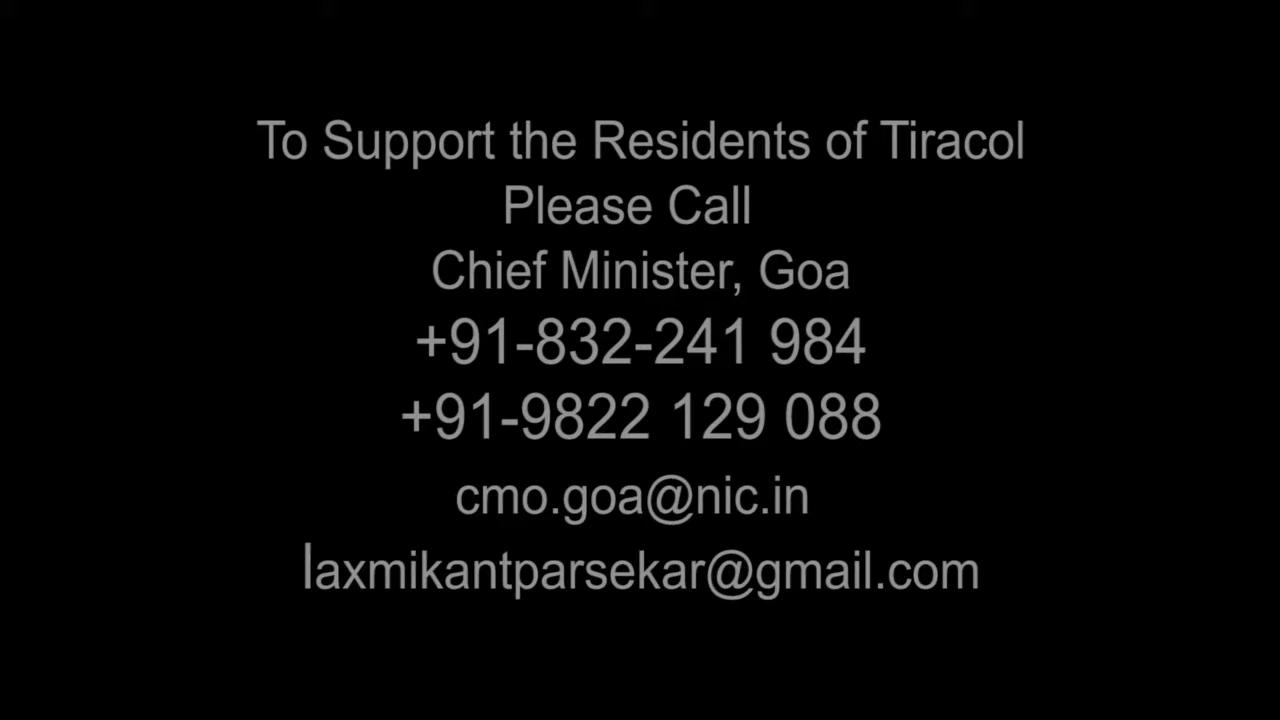 To Support the Residents of Tiracol
Please Call
Chief Minister, Goa
+91-832-241 984
+91-9822 129 088
cmo.goa@nic.in
laxmikantparsekar@gmail.com